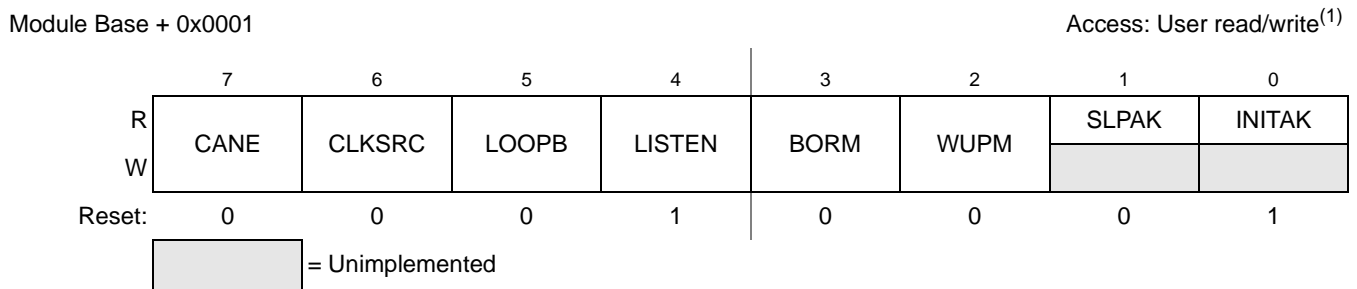 Module Base + 0x0001 Access: User read/write(1)
7 6 5 4 3 2 1 0
R CANE CLKSRC LOOPB LISTEN BORM WUPM SLPAK INITAK
W
Reset: 0 0 0 1 0 0 0 1
= Unimplemented